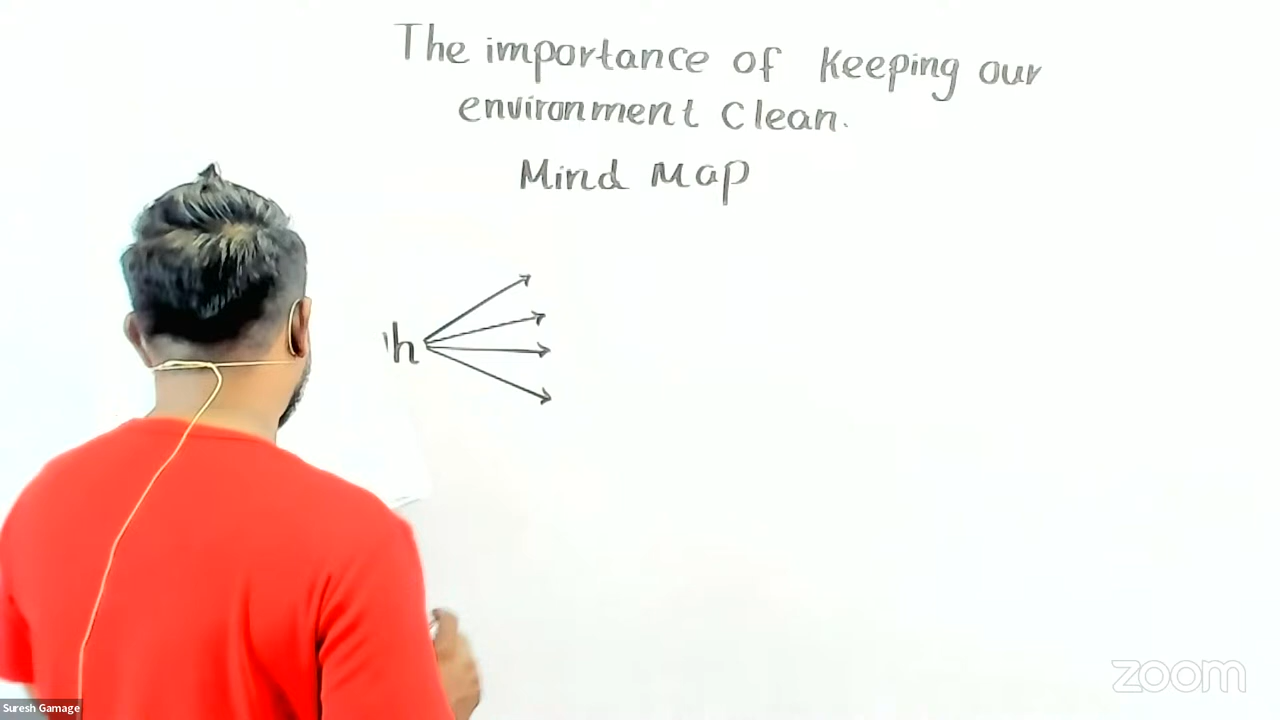 The importance of Keeping our
environment Clean.
Mind Map
Suresh Gamage
zoom